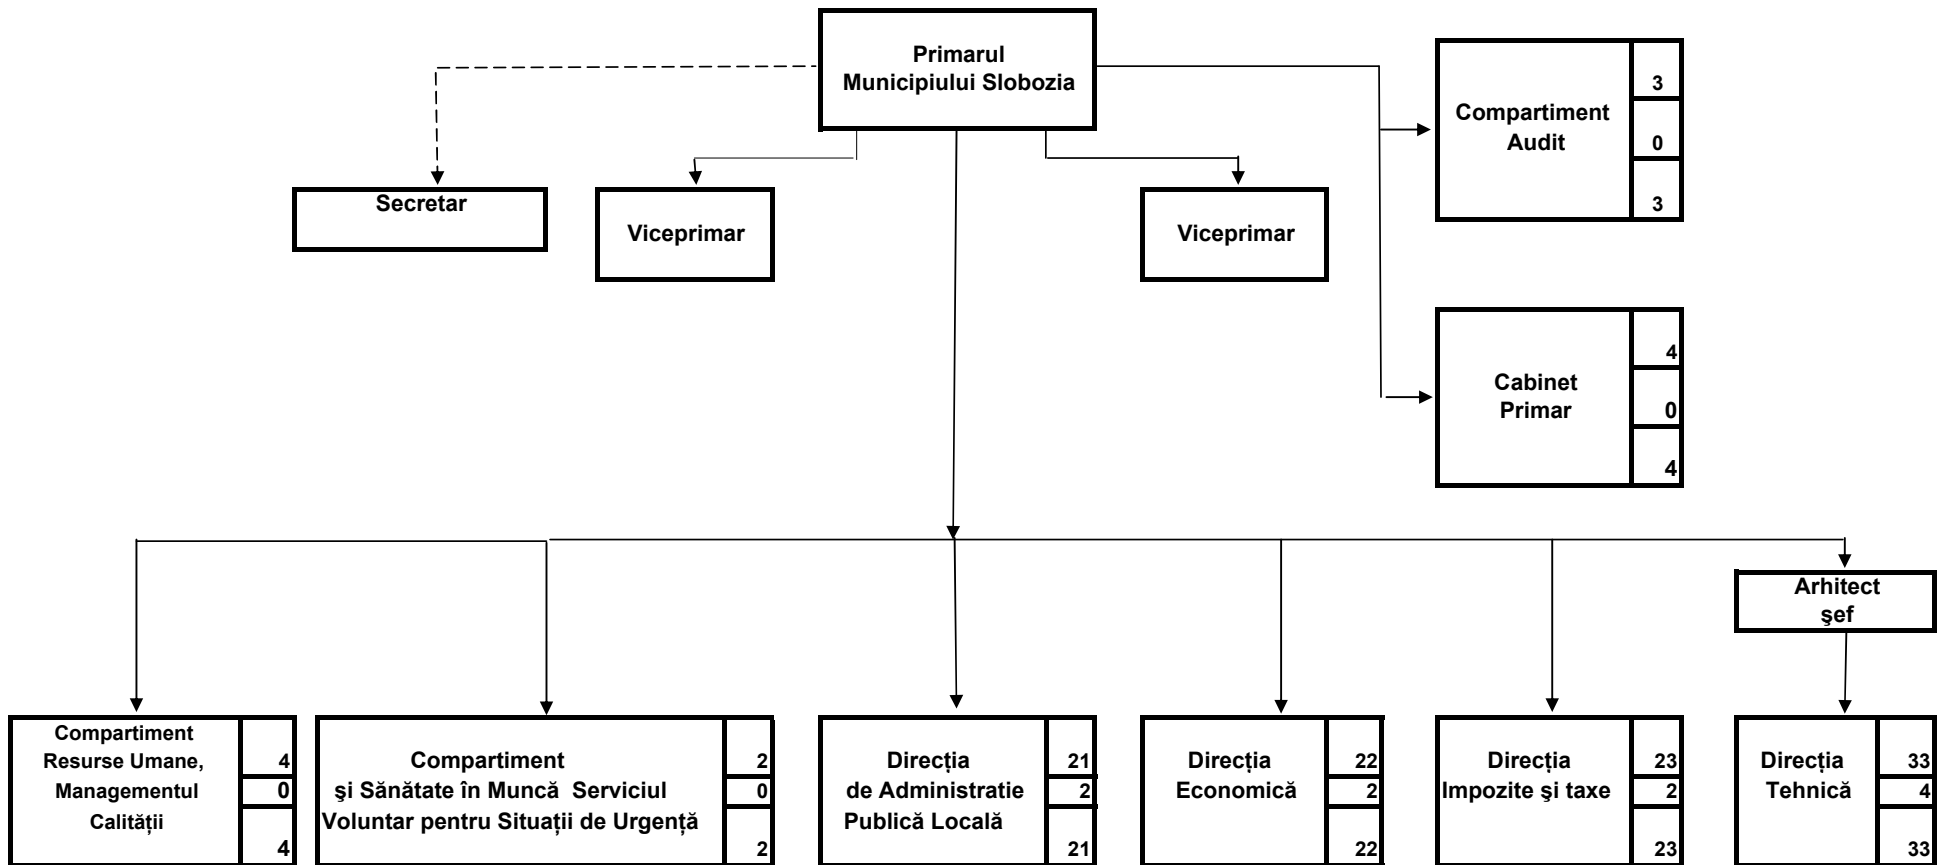 Primarul
Municipiului Slobozia
Compartiment
Audit
3
0
3
Secretar
Viceprimar
Viceprimar
Cabinet
Primar
4
0
4
Arhitect
şef
Compartiment
Resurse Umane,
Managementul
Calității
4
0
4
Compartiment
şi Sănătate în Muncă Serviciul
Voluntar pentru Situații de Urgență
2
0
2
Direcția
de Administratie
Publică Locală
21
2
21
Direcția
Economică
22
2
22
Direcția
Impozite şi taxe
23
2
23
Direcția
Tehnică
33
4
33